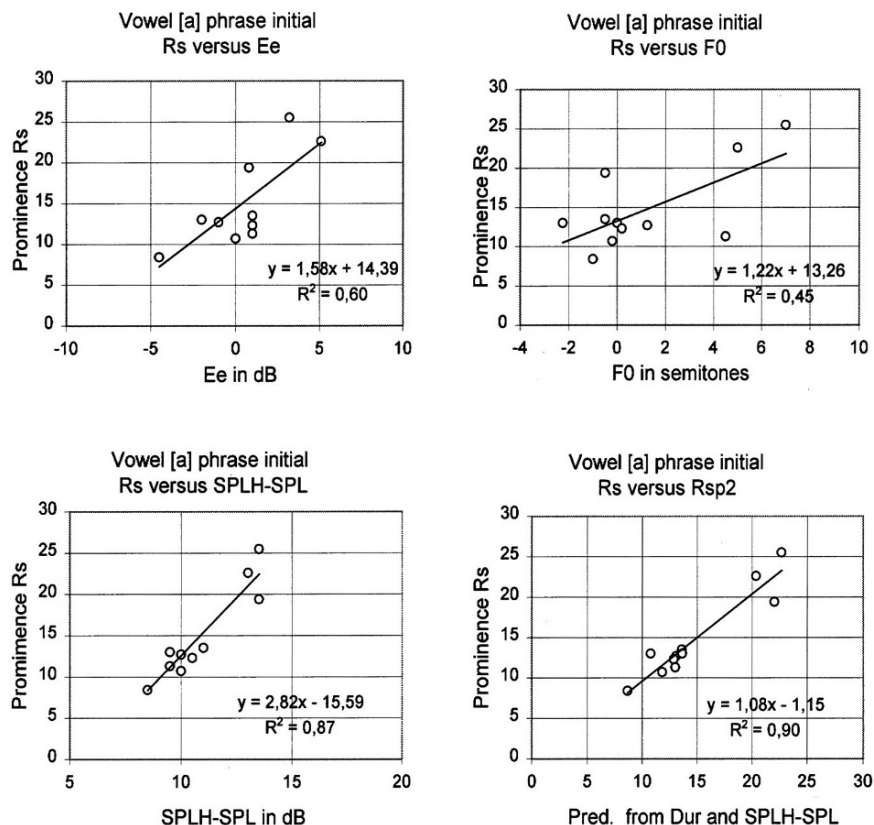 Vowel [a] phrase initial
Rs versus Ee
Prominence Rs
30
25
20
15
10
5
0
y = 1,58x + 14,39
R² = 0,60
-10 -5 0 5 10
Ee in dB
Vowel [a] phrase initial
Rs versus F0
Prominence Rs
30
25
20
15
10
5
0
y = 1,22x + 13,26
R² = 0,45
-4 -2 0 2 4 6 8 10
F0 in semitones
Vowel [a] phrase initial
Rs versus SPLH-SPL
Promimence Rs
30
25
20
15
10
5
0
y = 2,82x - 15,59
R² = 0,87
5 10 15 20
SPLH-SPL in dB
Vowel [a] phrase initial
Rs versus Rsp2
Prominence Rs
30
25
20
15
10
5
0
y = 1,08x - 1,15
R² = 0,90
0 5 10 15 20 25 30
Pred. from Dur and SPLH-SPL